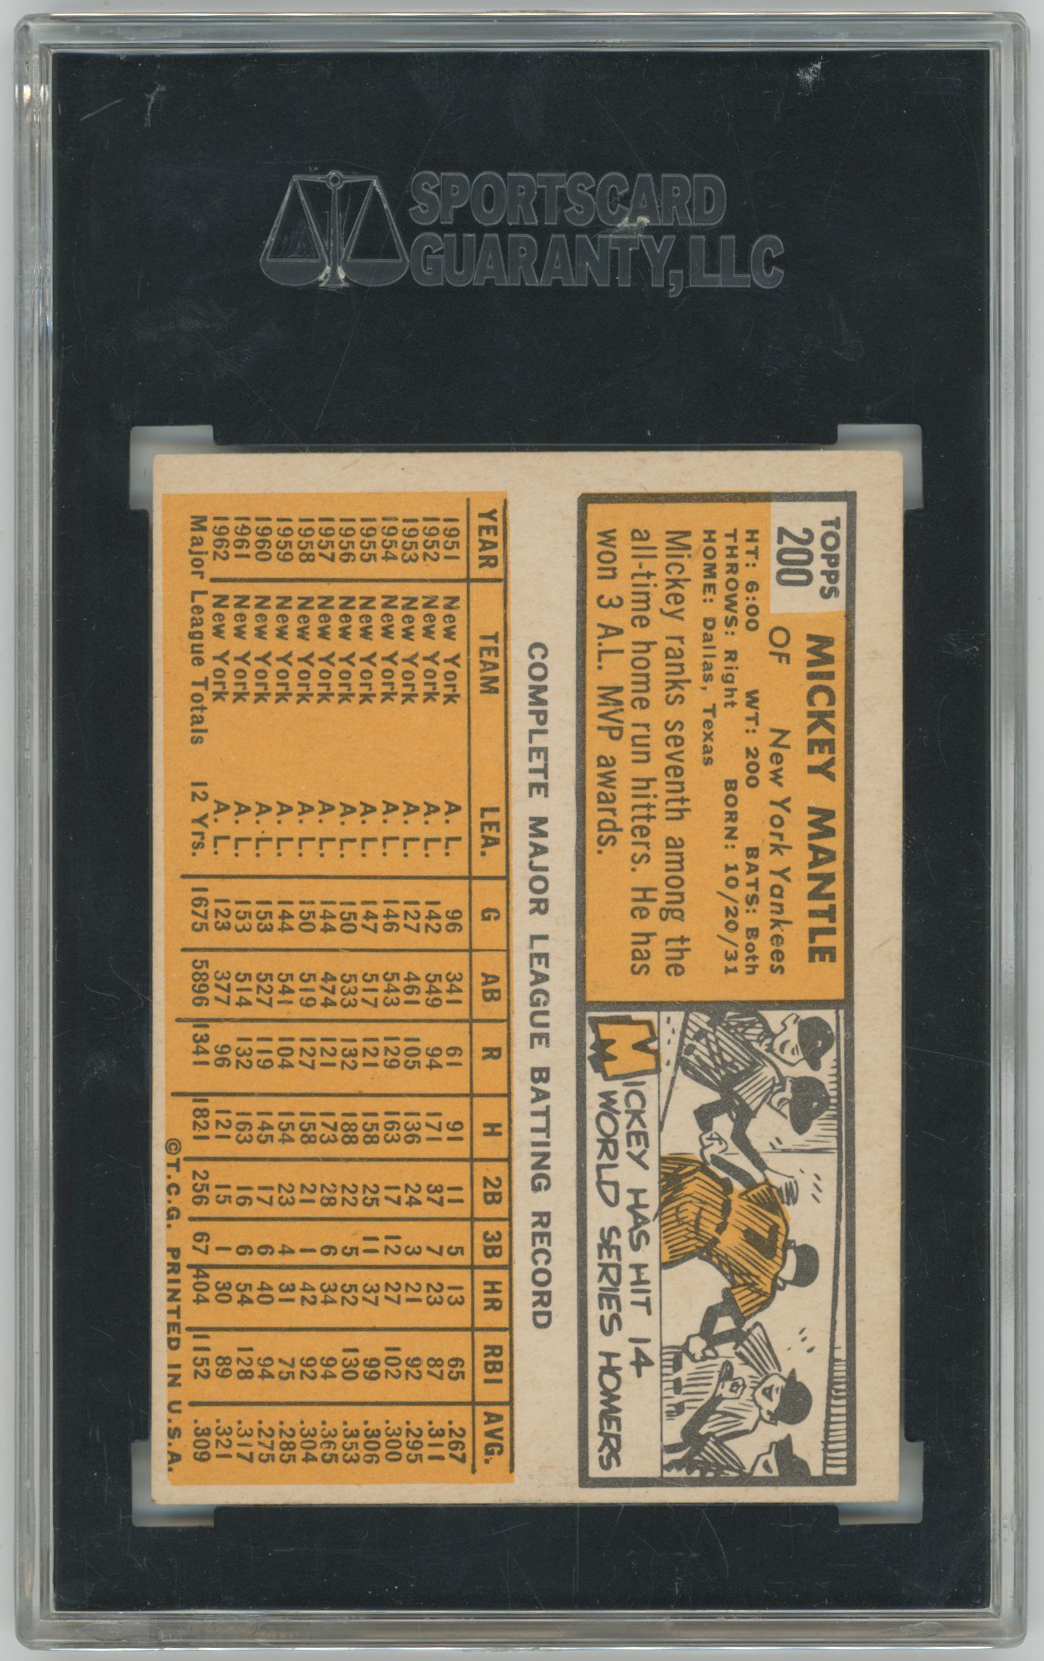 SPORTSCARD
GUARANTY, LLC
TOPPS
200
MICKEY MANTLE
OF New York Yankees
HT: 6:00 WT: 200 BATS: Both
THROWS: Right BORN: 10/20/31
HOME: Dallas, Texas
Mickey ranks seventh among the
all-time home run hitters. He has
won 3 A.L. MVP awards.
MICKEY HAS HIT 14
WORLD SERIES HOMERS
M
COMPLETE MAJOR LEAGUE BATTING RECORD
YEAR TEAM LEA. G AB R H 2B 3B HR RBI AVG.
1951 New York A. L. 96 341 61 91 11 5 13 65 .267
1952 New York A. L. 142 549 94 171 37 7 23 87 .311
1953 New York A. L. 127 461 105 136 24 3 21 92 .295
1954 New York A. L. 146 543 129 163 17 12 27 102 .300
1955 New York A. L. 147 517 121 158 25 11 37 99 .306
1956 New York A. L. 150 533 132 188 22 5 52 130 .353
1957 New York A. L. 144 474 121 173 28 6 34 94 .365
1958 New York A. L. 150 519 127 158 21 1 42 92 .304
1959 New York A. L. 144 541 104 154 23 4 31 75 .285
1960 New York A. L. 153 527 119 145 17 6 40 94 .275
1961 New York A. L. 153 514 132 163 16 6 54 128 .317
1962 New York A. L. 123 377 96 121 15 1 30 89 .321
Major League Totals 12 Yrs. 1675 5896 1341 1821 256 67 404 1152 .309
©T.C.G. PRINTED IN U.S.A.